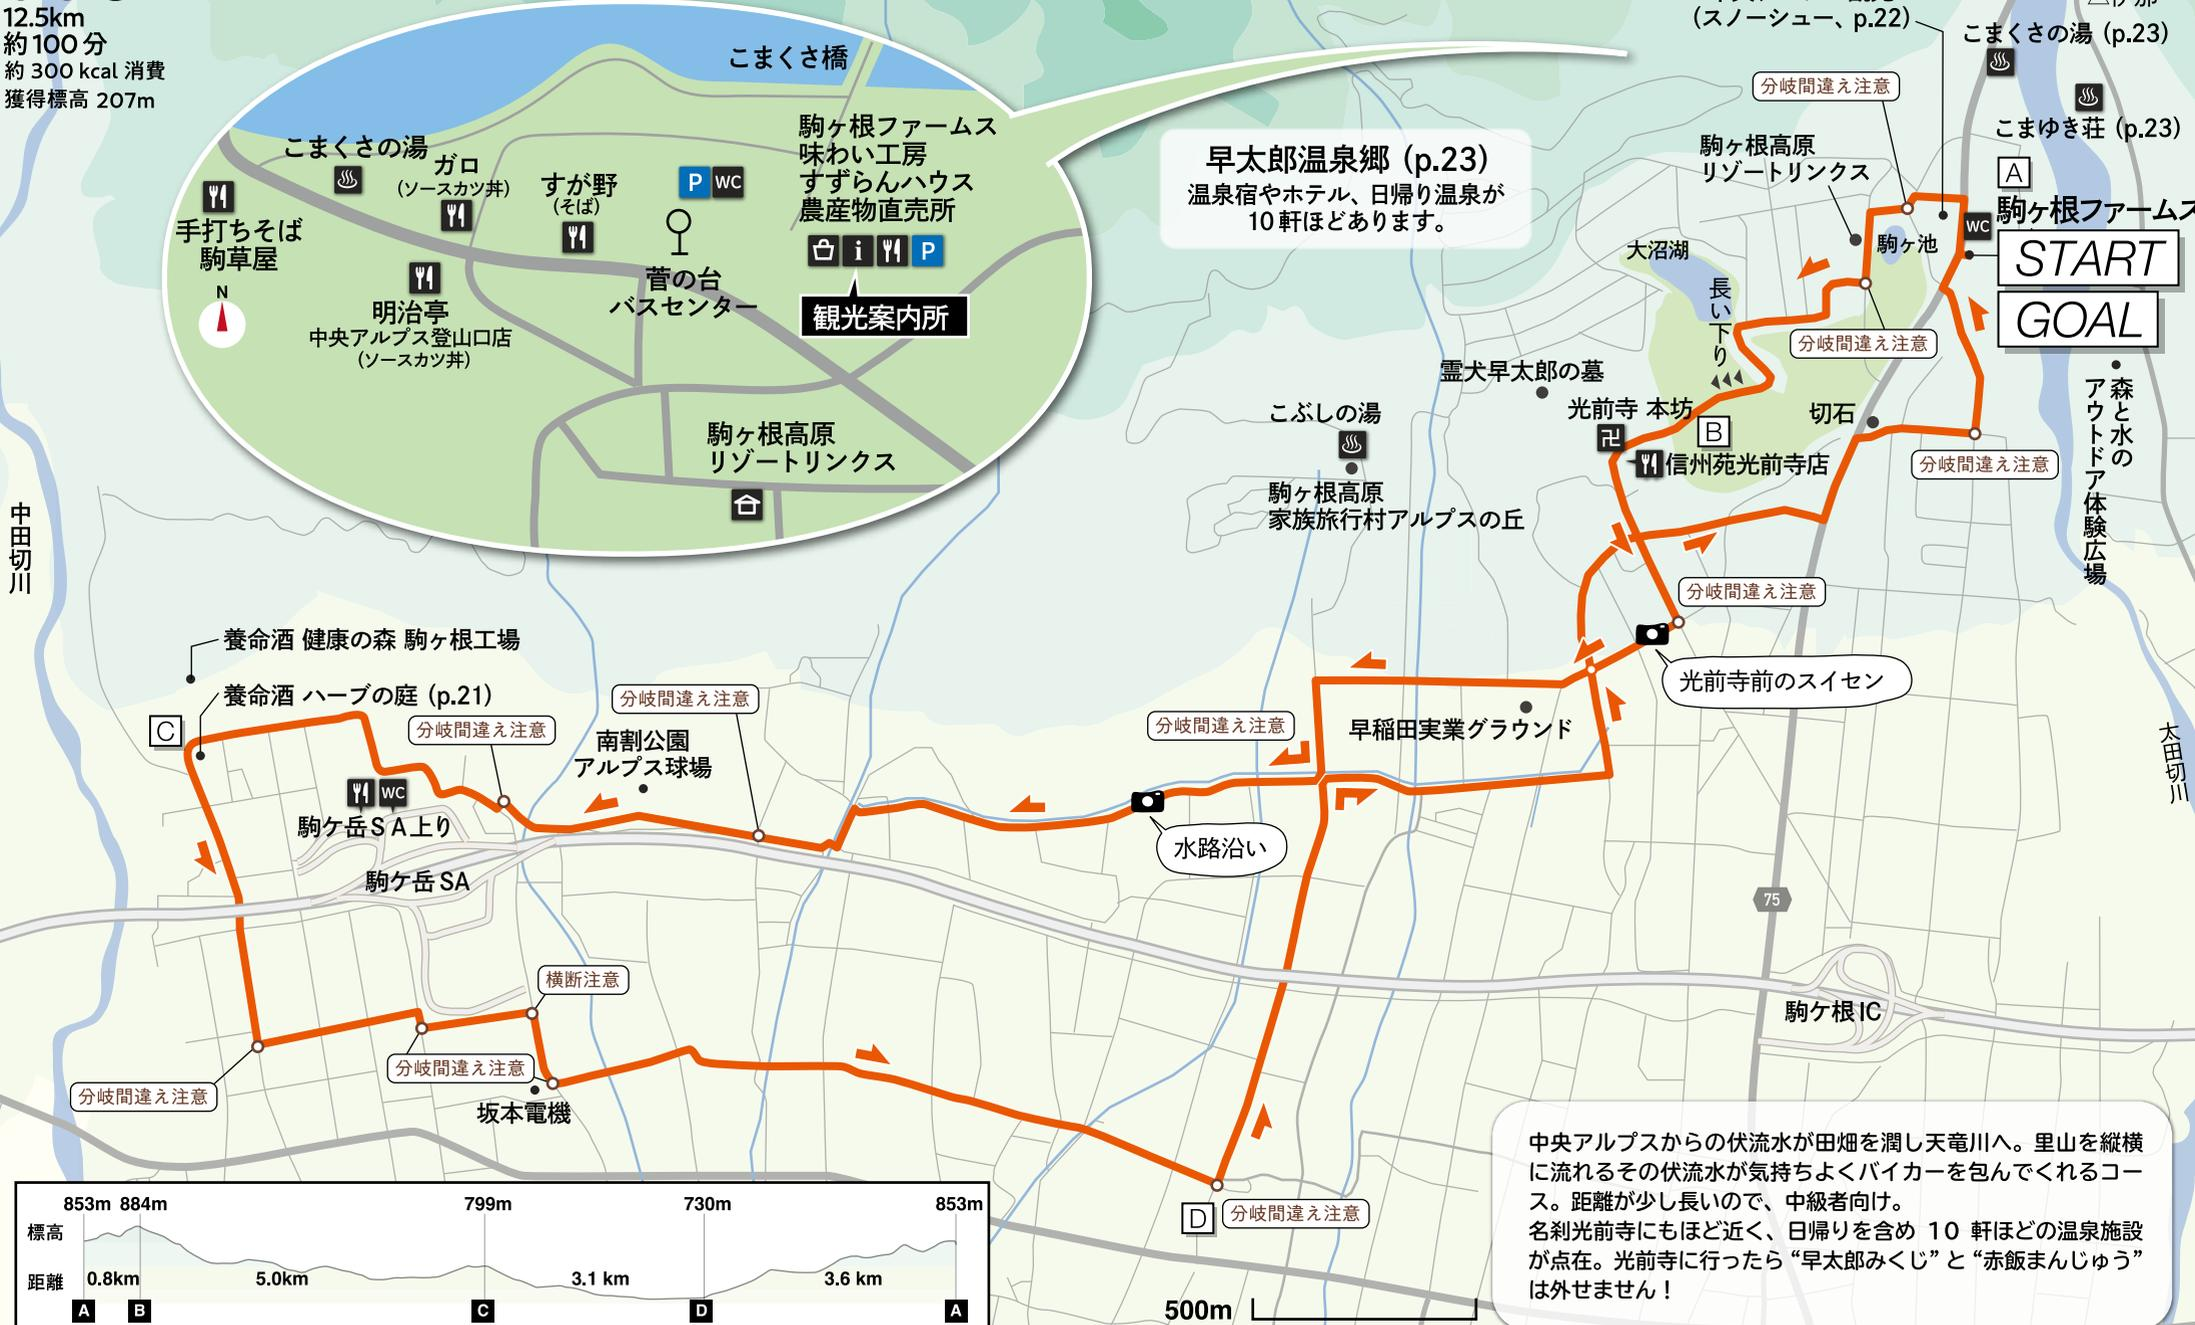 12.5km
約100分
約300 kcal 消費
獲得標高 207m
こまくさ橋
こまくさの湯
ガロ
(ソースカツ丼)
すが野
(そば)
P
WC
駒ヶ根ファームス
味わい工房
すずらんハウス
農産物直売所
i
P
観光案内所
手打ちそば
駒草屋
N
明治亭
中央アルプス登山口店
(ソースカツ丼)
菅の台
バスセンター
駒ヶ根高原
リゾートリンクス
早太郎温泉郷 (p.23)
温泉宿やホテル、日帰り温泉が
10軒ほどあります。
(スノーシュー、p.22)
こまくさの湯 (p.23)
こまゆき荘 (p.23)
分岐間違え注意
駒ヶ根高原
リゾートリンクス
A
駒ヶ根ファームス
WC
START
GOAL
駒ヶ池
大沼湖
長い下り
分岐間違え注意
森と水の
アウトドア体験広場
霊犬早太郎の墓
光前寺 本坊
卍
B
信州苑光前寺店
切石
分岐間違え注意
こぶしの湯
駒ヶ根高原
家族旅行村アルプスの丘
中田切川
太田切川
分岐間違え注意
光前寺前のスイセン
養命酒 健康の森 駒ヶ根工場
養命酒 ハーブの庭 (p.21)
C
分岐間違え注意
分岐間違え注意
南割公園
アルプス球場
分岐間違え注意
早稲田実業グラウンド
WC
駒ケ岳SA上り
駒ケ岳SA
水路沿い
75
駒ケ根IC
横断注意
分岐間違え注意
分岐間違え注意
坂本電機
D
分岐間違え注意
853m 884m 799m 730m 853m
標高
距離
0.8km 5.0km 3.1 km 3.6 km
A B C D A
500m
中央アルプスからの伏流水が田畑を潤し天竜川へ。里山を縦横
に流れるその伏流水が気持ちよくバイカーを包んでくれるコー
ス。距離が少し長いので、中級者向け。
名刹光前寺にもほど近く、日帰りを含め 10 軒ほどの温泉施設
が点在。光前寺に行ったら“早太郎みくじ”と“赤飯まんじゅう”
は外せません！